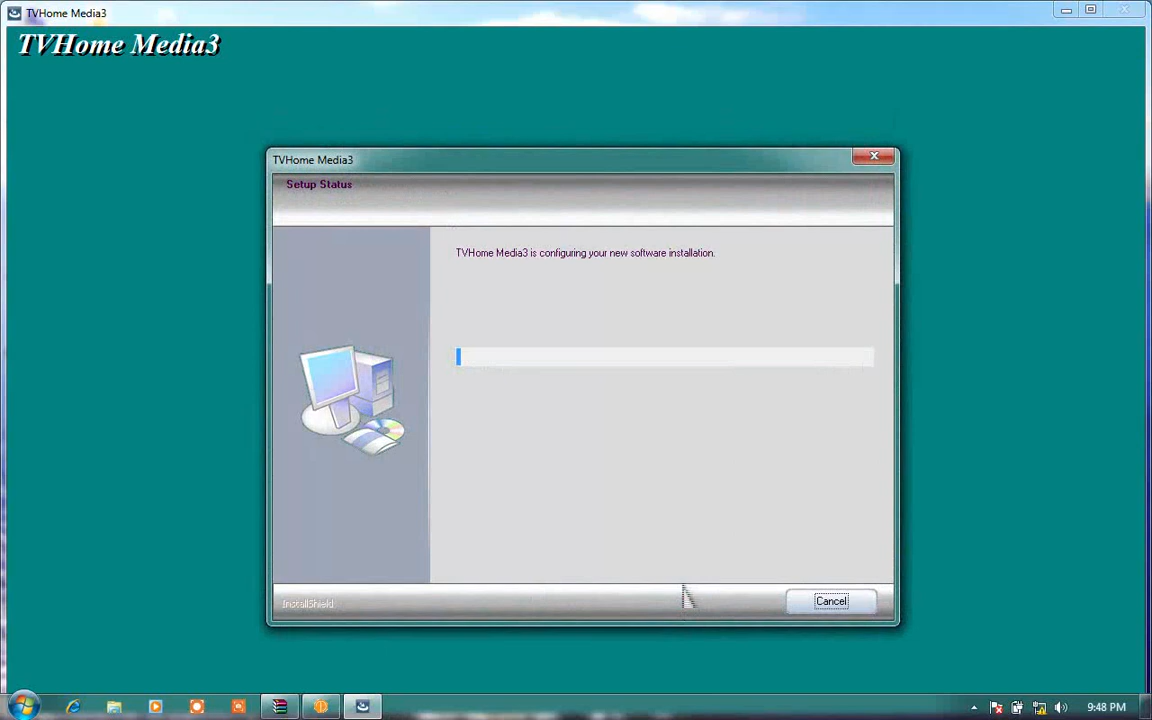 TVHome Media3
TVHome Media3
TVHome Media3
Setup Status
TVHome Media3 is configuring your new software installation.
InstallShield
Cancel
9:48 PM